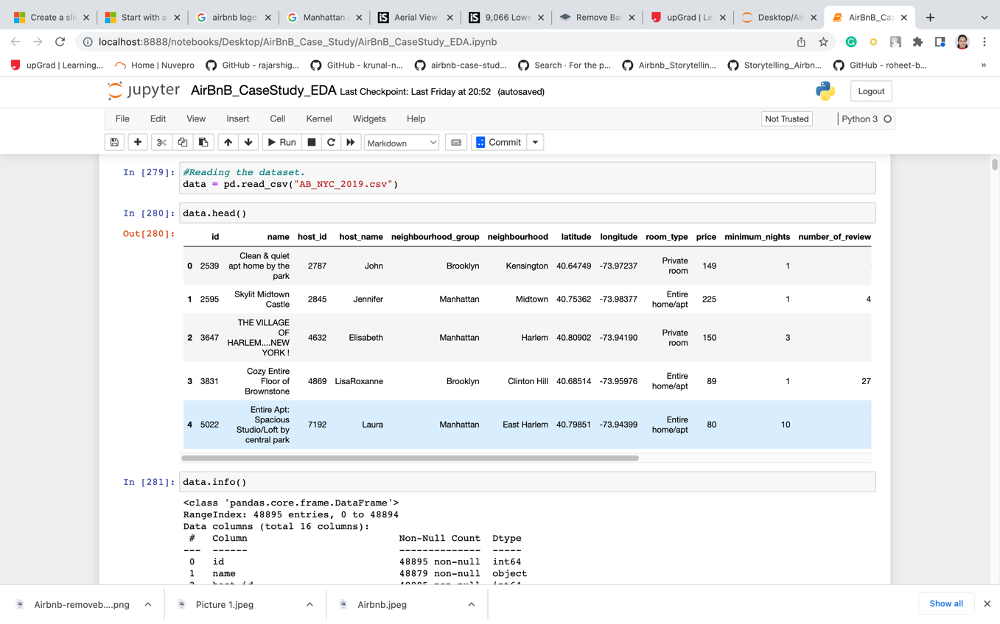 Create a sli
Start with a
airbnb logo
Manhattan a
Aerial View
9,066 Lowe
Remove Ba
upGrad | Le
Desktop/Air
AirBnB_Cas
localhost:8888/notebooks/Desktop/AirBnB_Case_Study/AirBnB_CaseStudy_EDA.ipynb
upGrad | Learning...
Home | Nuvepro
GitHub - rajarshig...
GitHub - krunal-n...
airbnb-case-stud...
Search · For the p...
Airbnb_Storytellin...
Storytelling_Airbn...
GitHub - roheet-b...
»
jupyter AirBnB_CaseStudy_EDA Last Checkpoint: Last Friday at 20:52 (autosaved)
Logout
File Edit View Insert Cell Kernel Widgets Help
Not Trusted
Python 3
Run
Markdown
Commit
In [279]: #Reading the dataset.
data = pd.read_csv("AB_NYC_2019.csv")
In [280]: data.head()
Out[280]:
id name host_id host_name neighbourhood_group neighbourhood latitude longitude room_type price minimum_nights number_of_review
0 2539 Clean & quiet apt home by the park 2787 John Brooklyn Kensington 40.64749 -73.97237 Private room 149 1
1 2595 Skylit Midtown Castle 2845 Jennifer Manhattan Midtown 40.75362 -73.98377 Entire home/apt 225 1 4
2 3647 THE VILLAGE OF HARLEM....NEW YORK ! 4632 Elisabeth Manhattan Harlem 40.80902 -73.94190 Private room 150 3
3 3831 Cozy Entire Floor of Brownstone 4869 LisaRoxanne Brooklyn Clinton Hill 40.68514 -73.95976 Entire home/apt 89 1 27
4 5022 Entire Apt: Spacious Studio/Loft by central park 7192 Laura Manhattan East Harlem 40.79851 -73.94399 Entire home/apt 80 10
In [281]: data.info()
<class 'pandas.core.frame.DataFrame'>
RangeIndex: 48895 entries, 0 to 48894
Data columns (total 16 columns):
# Column Non-Null Count Dtype
--- ------ -------------- -----
0 id 48895 non-null int64
1 name 48879 non-null object
2 host_id 48895 non-null int64
Airbnb-removeb....png
Picture 1.jpeg
Airbnb.jpeg
Show all